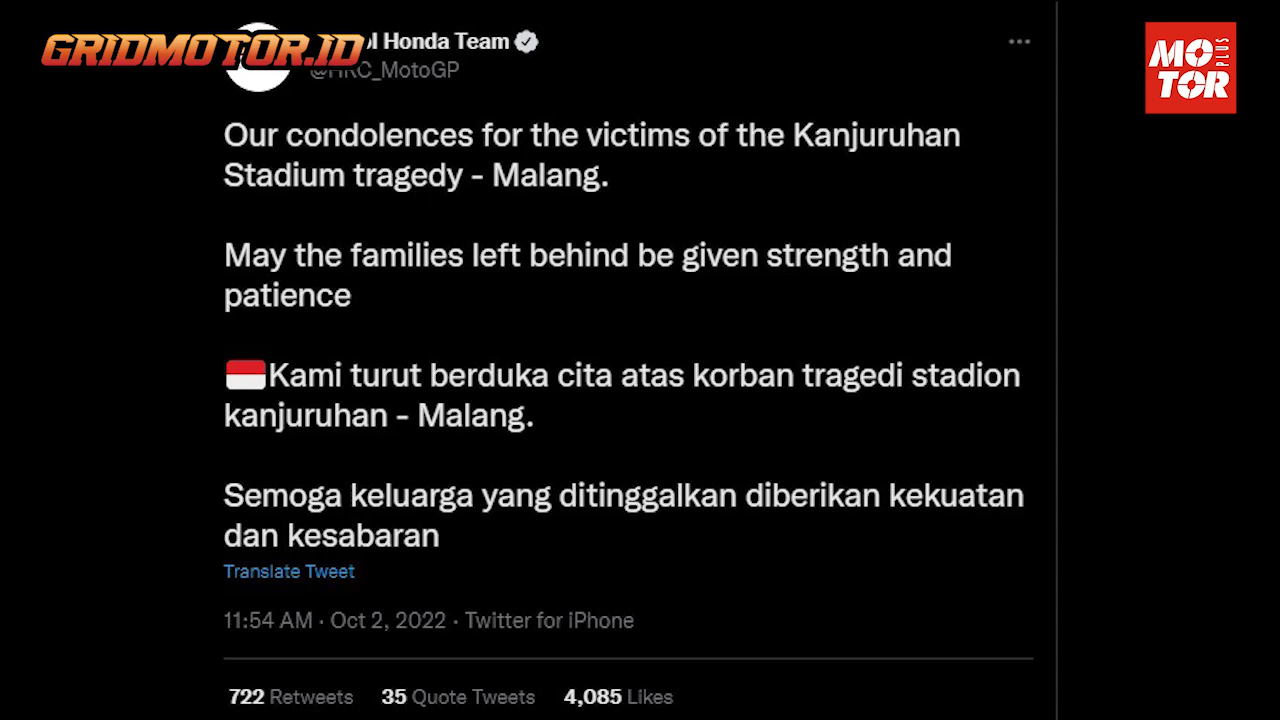 GRIDMOTOR.ID
Honda Team
@HRC_MotoGP
MOTOR PLUS
Our condolences for the victims of the Kanjuruhan
Stadium tragedy - Malang.
May the families left behind be given strength and
patience
Kami turut berduka cita atas korban tragedi stadion
kanjuruhan - Malang.
Semoga keluarga yang ditinggalkan diberikan kekuatan
dan kesabaran
Translate Tweet
11:54 AM · Oct 2, 2022 · Twitter for iPhone
722 Retweets 35 Quote Tweets 4,085 Likes